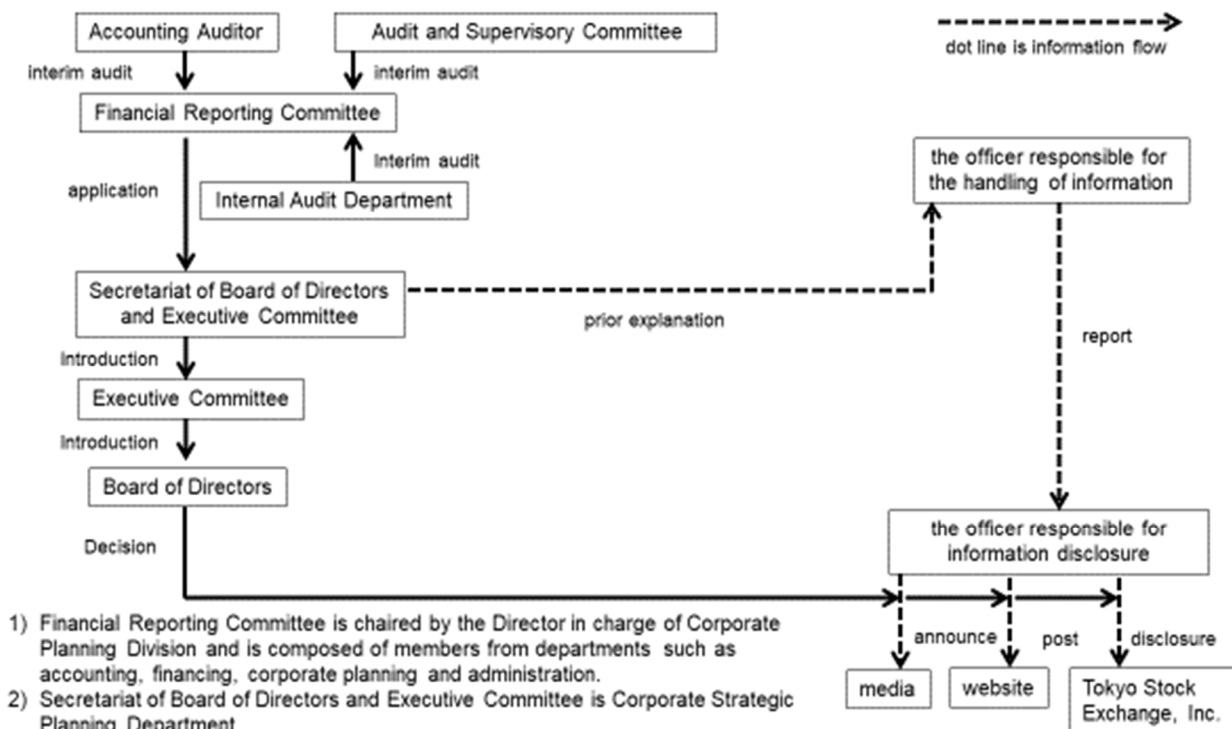 Accounting Auditor
Audit and Supervisory Committee
dot line is information flow
interim audit
interim audit
Financial Reporting Committee
Interim audit
application
Internal Audit Department
the officer responsible for
the handling of information
Secretariat of Board of Directors
and Executive Committee
prior explanation
report
Introduction
Executive Committee
Introduction
Board of Directors
Decision
the officer responsible for
information disclosure
announce
post
disclosure
media
website
Tokyo Stock
Exchange, Inc.
1) Financial Reporting Committee is chaired by the Director in charge of Corporate
Planning Division and is composed of members from departments such as
accounting, financing, corporate planning and administration.
2) Secretariat of Board of Directors and Executive Committee is Corporate Strategic
Planning Department